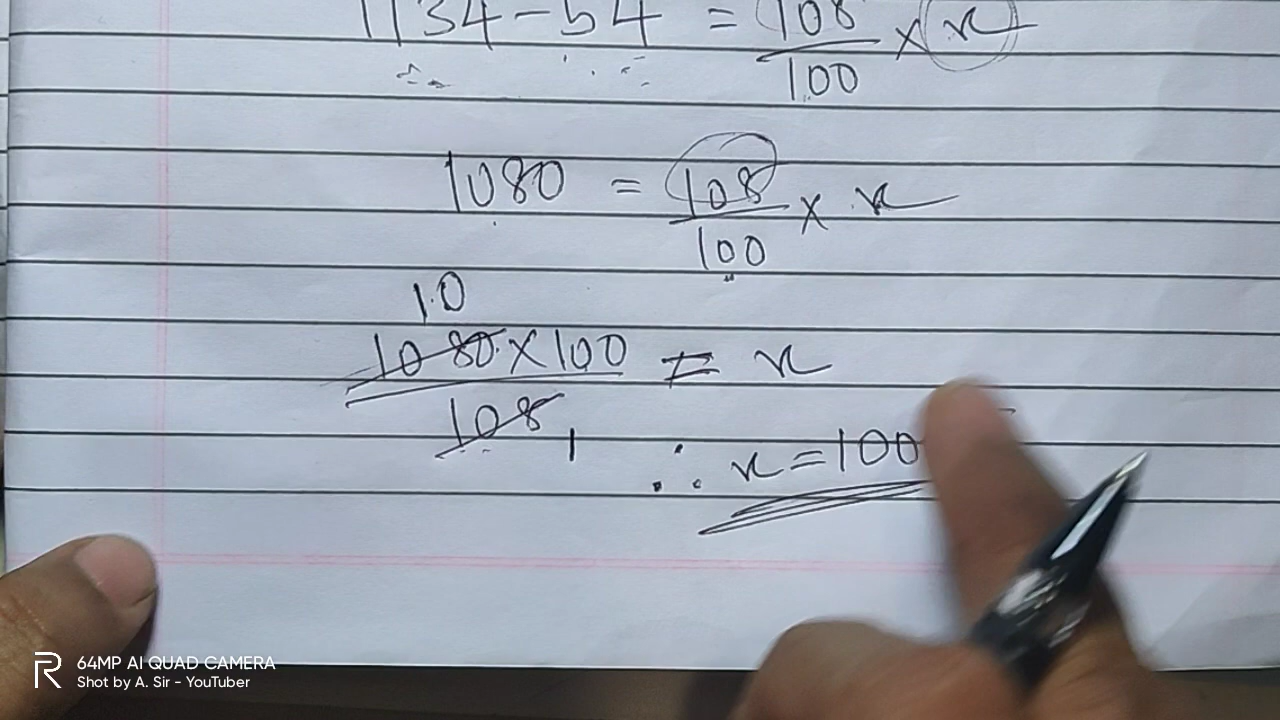 1134 - 54 = 108/100 × x
1080 = 108/100 × x
10
1080 × 100 / 108 = x
1
∴ x = 100
64MP AI QUAD CAMERA
Shot by A. Sir - YouTuber